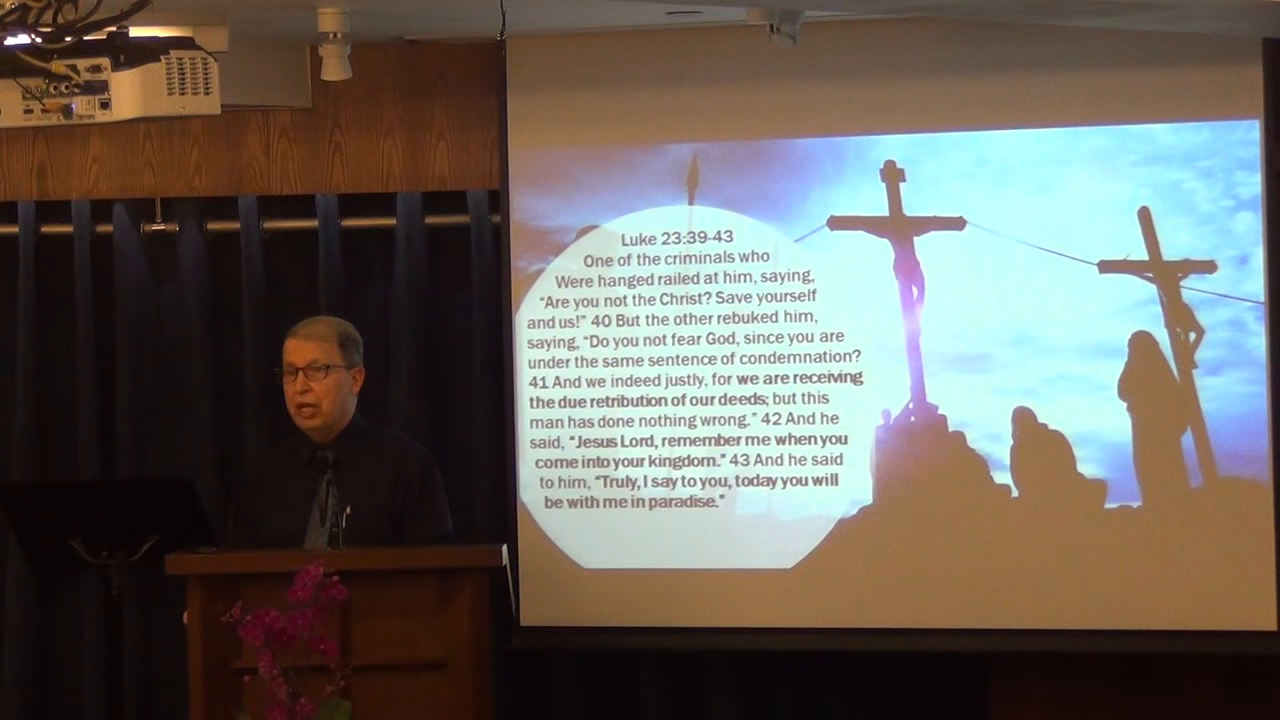 Luke 23:39-43
One of the criminals who
Were hanged railed at him, saying,
“Are you not the Christ? Save yourself
and us!” 40 But the other rebuked him,
saying, “Do you not fear God, since you are
under the same sentence of condemnation?
41 And we indeed justly, for we are receiving
the due retribution of our deeds; but this
man has done nothing wrong.” 42 And he
said, “Jesus Lord, remember me when you
come into your kingdom.” 43 And he said
to him, “Truly, I say to you, today you will
be with me in paradise.”